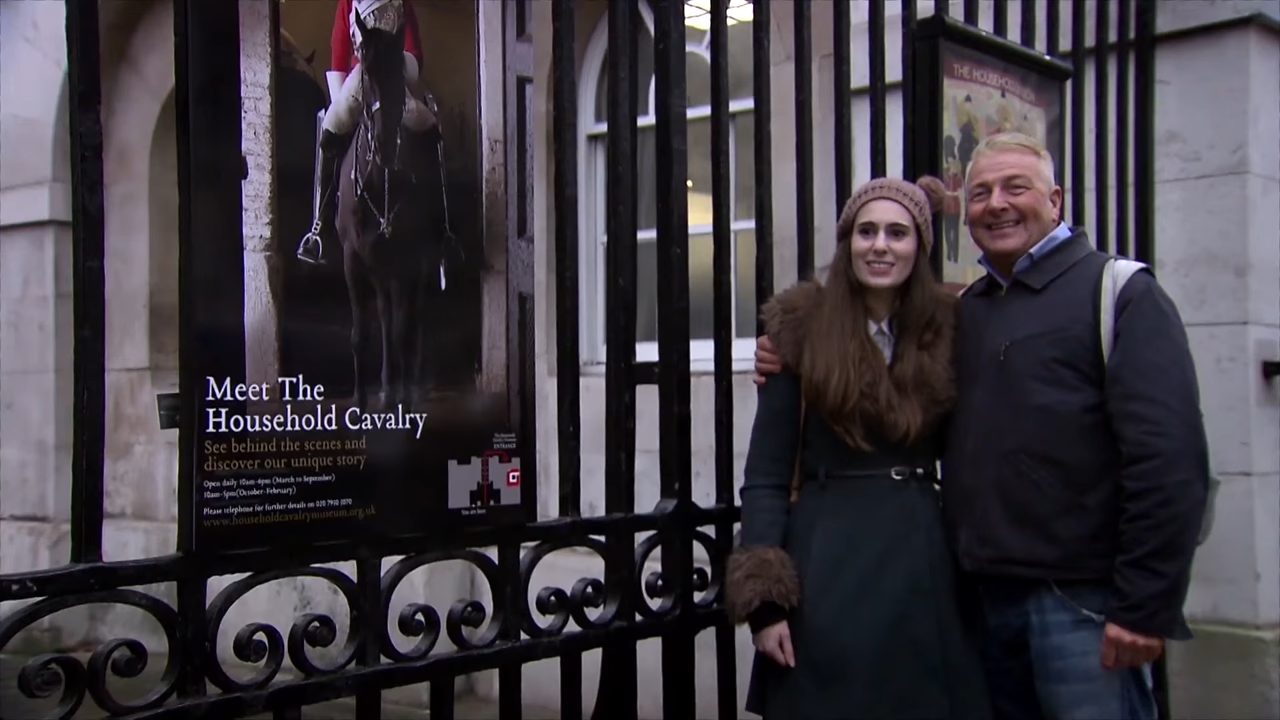 THE HOUSEHOLD
Meet The
Household Cavalry
See behind the scenes and
discover our unique story
Open daily 10am-6pm (March to September)
10am-5pm(October-February)
Please telephone for further details on 020 7930 3070
www.householdcavalrymuseum.org.uk
ENTRANCE
You are here